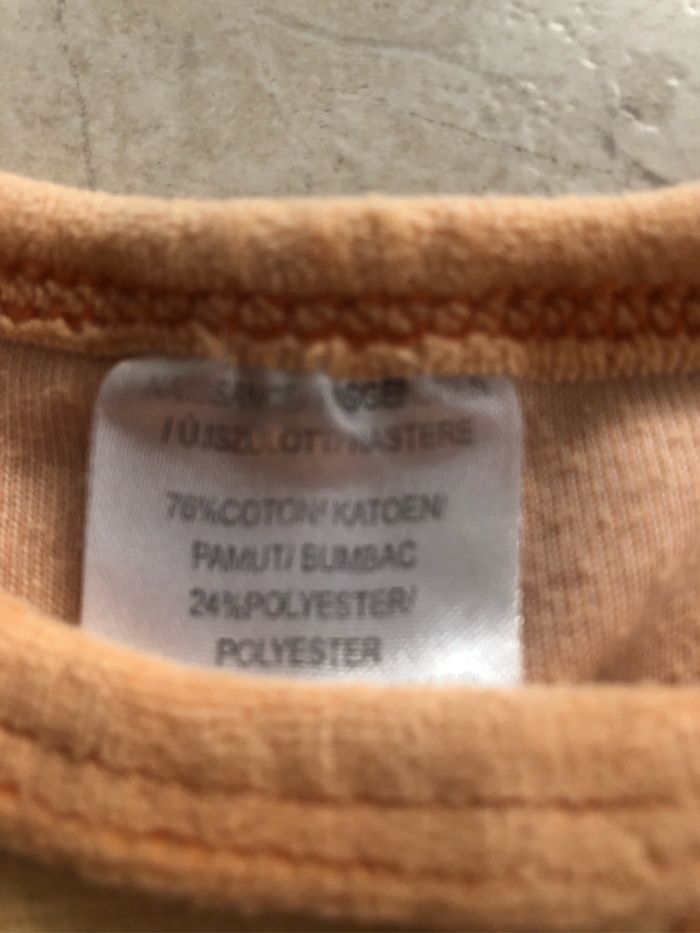 /ÚJSZÜLÖTT/NASTERE
76%COTON/ KATOEN/
PAMUT/ BUMBAC
24%POLYESTER/
POLYESTER